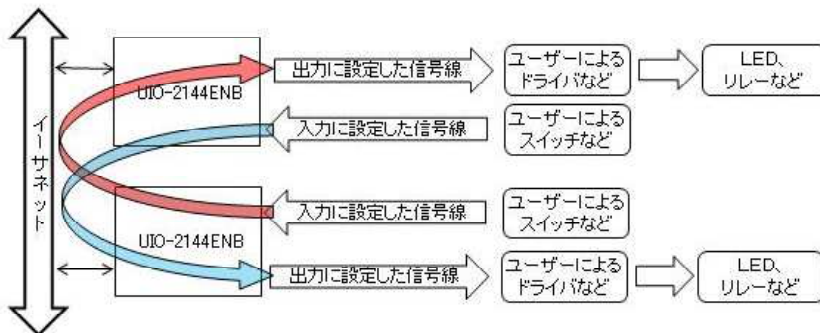 イーサネット
UIO-2144ENB
出力に設定した信号線
ユーザーによる
ドライバなど
LED、
リレーなど
入力に設定した信号線
ユーザーによる
スイッチなど
UIO-2144ENB
入力に設定した信号線
ユーザーによる
スイッチなど
出力に設定した信号線
ユーザーによる
ドライバなど
LED、
リレーなど